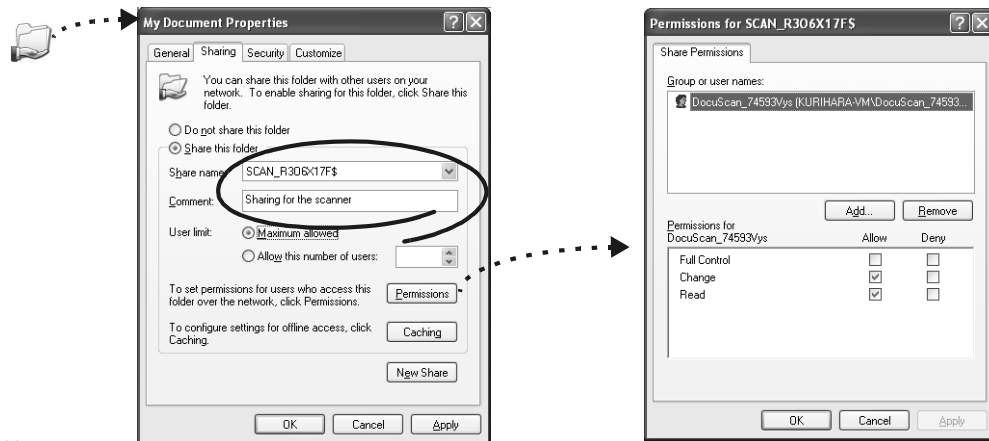 My Document Properties
General Sharing Security Customize
You can share this folder with other users on your
network. To enable sharing for this folder, click Share this
folder.
Do not share this folder
Share this folder
Share name: SCAN_R3O6X17F$
Comment: Sharing for the scanner
User limit: Maximum allowed
Allow this number of users:
To set permissions for users who access this
folder over the network, click Permissions.
Permissions
To configure settings for offline access, click
Caching.
Caching
New Share
OK Cancel Apply
Permissions for SCAN_R3O6X17F$
Share Permissions
Group or user names:
DocuScan_74593Vys (KURIHARA-VM\DocuScan_74593...
Add... Remove
Permissions for
DocuScan_74593Vys Allow Deny
Full Control
Change
Read
OK Cancel Apply